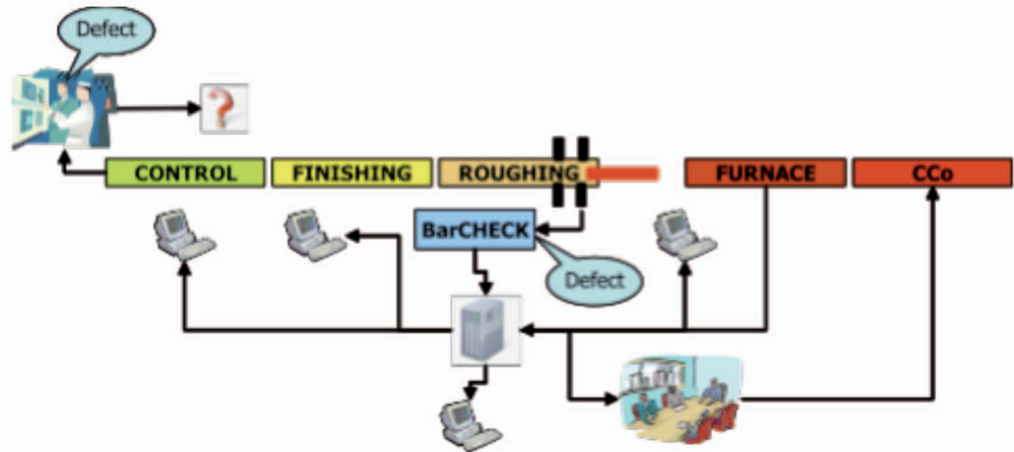 Defect
CONTROL
FINISHING
ROUGHING
FURNACE
CCo
BarCHECK
Defect